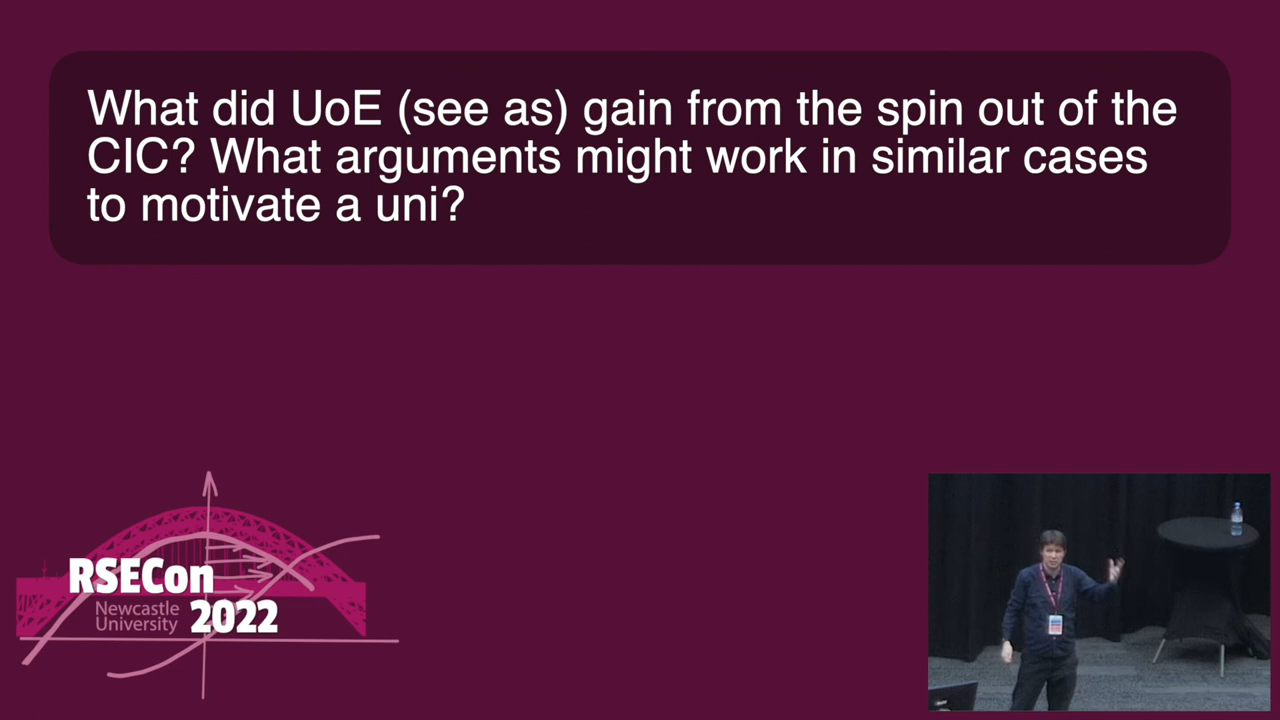 What did UoE (see as) gain from the spin out of the
CIC? What arguments might work in similar cases
to motivate a uni?
RSECon
Newcastle
University
2022